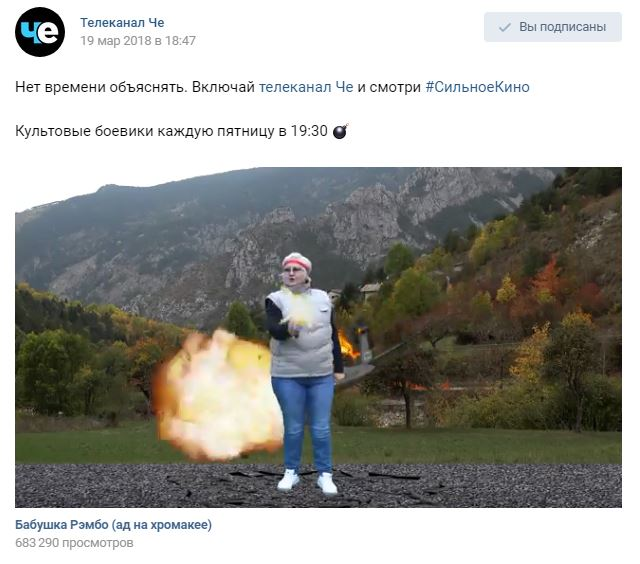 че
Телеканал Че
19 мар 2018 в 18:47
Вы подписаны
Нет времени объяснять. Включай телеканал Че и смотри #СильноеКино
Культовые боевики каждую пятницу в 19:30 💣
Бабушка Рэмбо (ад на хромакее)
683 290 просмотров